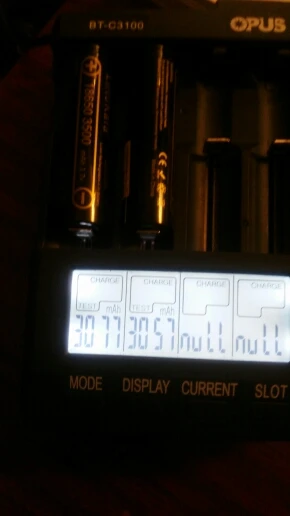 BT-C3100 OPUS
18650 3500
CE
CHARGE CHARGE CHARGE CHARGE
TEST mAh TEST mAh
3077 3057 null null
MODE DISPLAY CURRENT SLOT